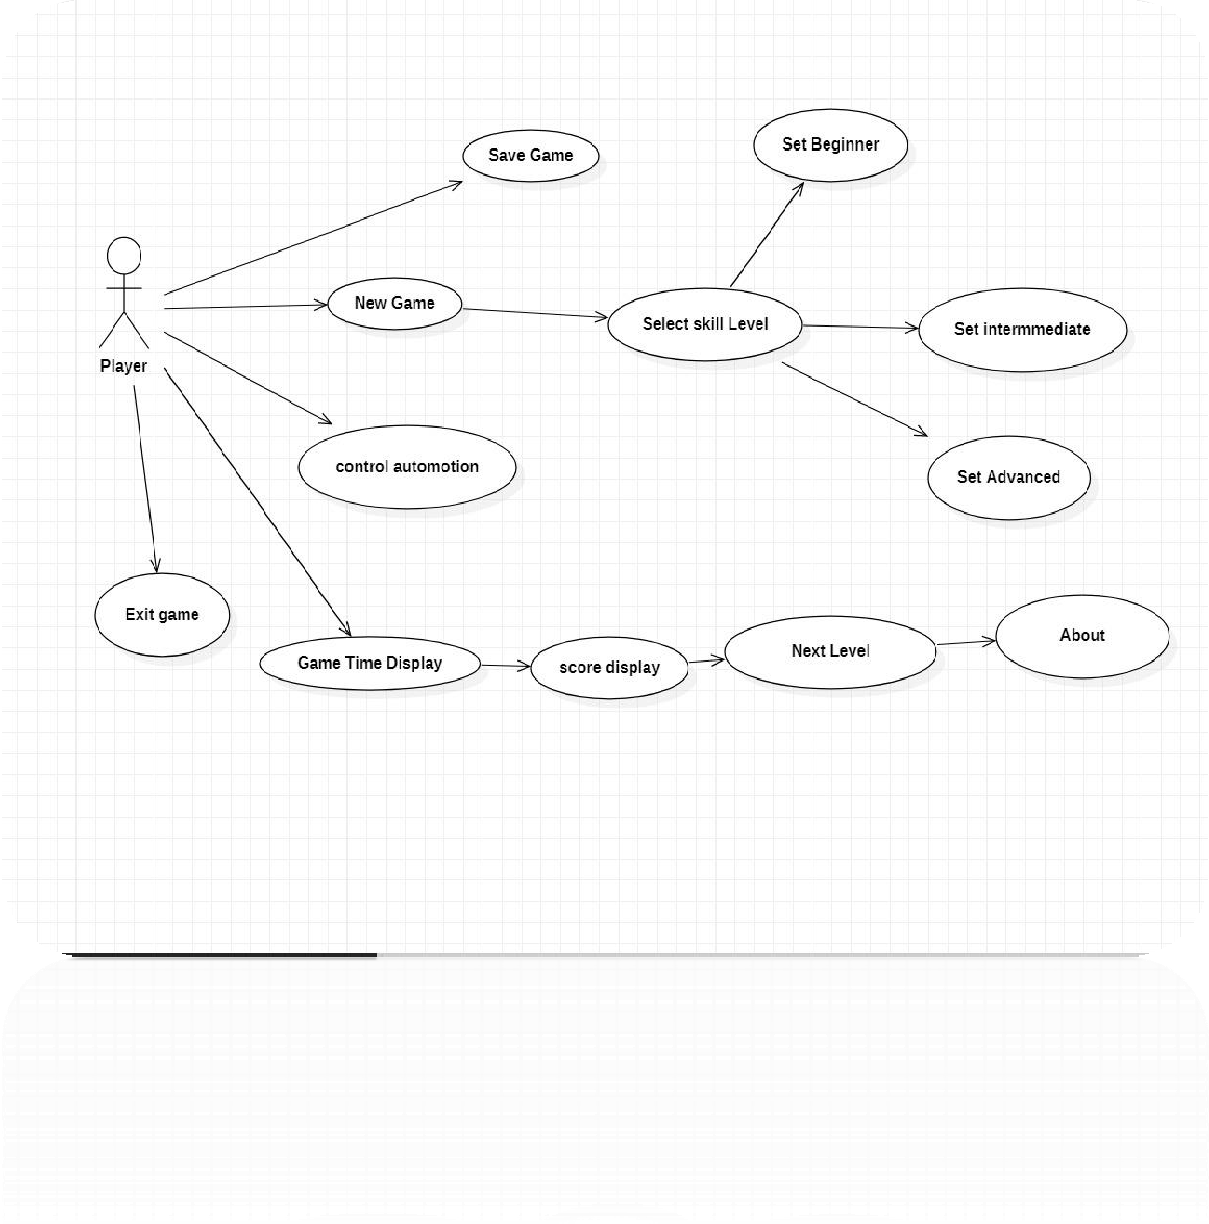 Set Beginner
Save Game
New Game
Select skill Level
Set intermmediate
Player
control automotion
Set Advanced
Exit game
Game Time Display
score display
Next Level
About